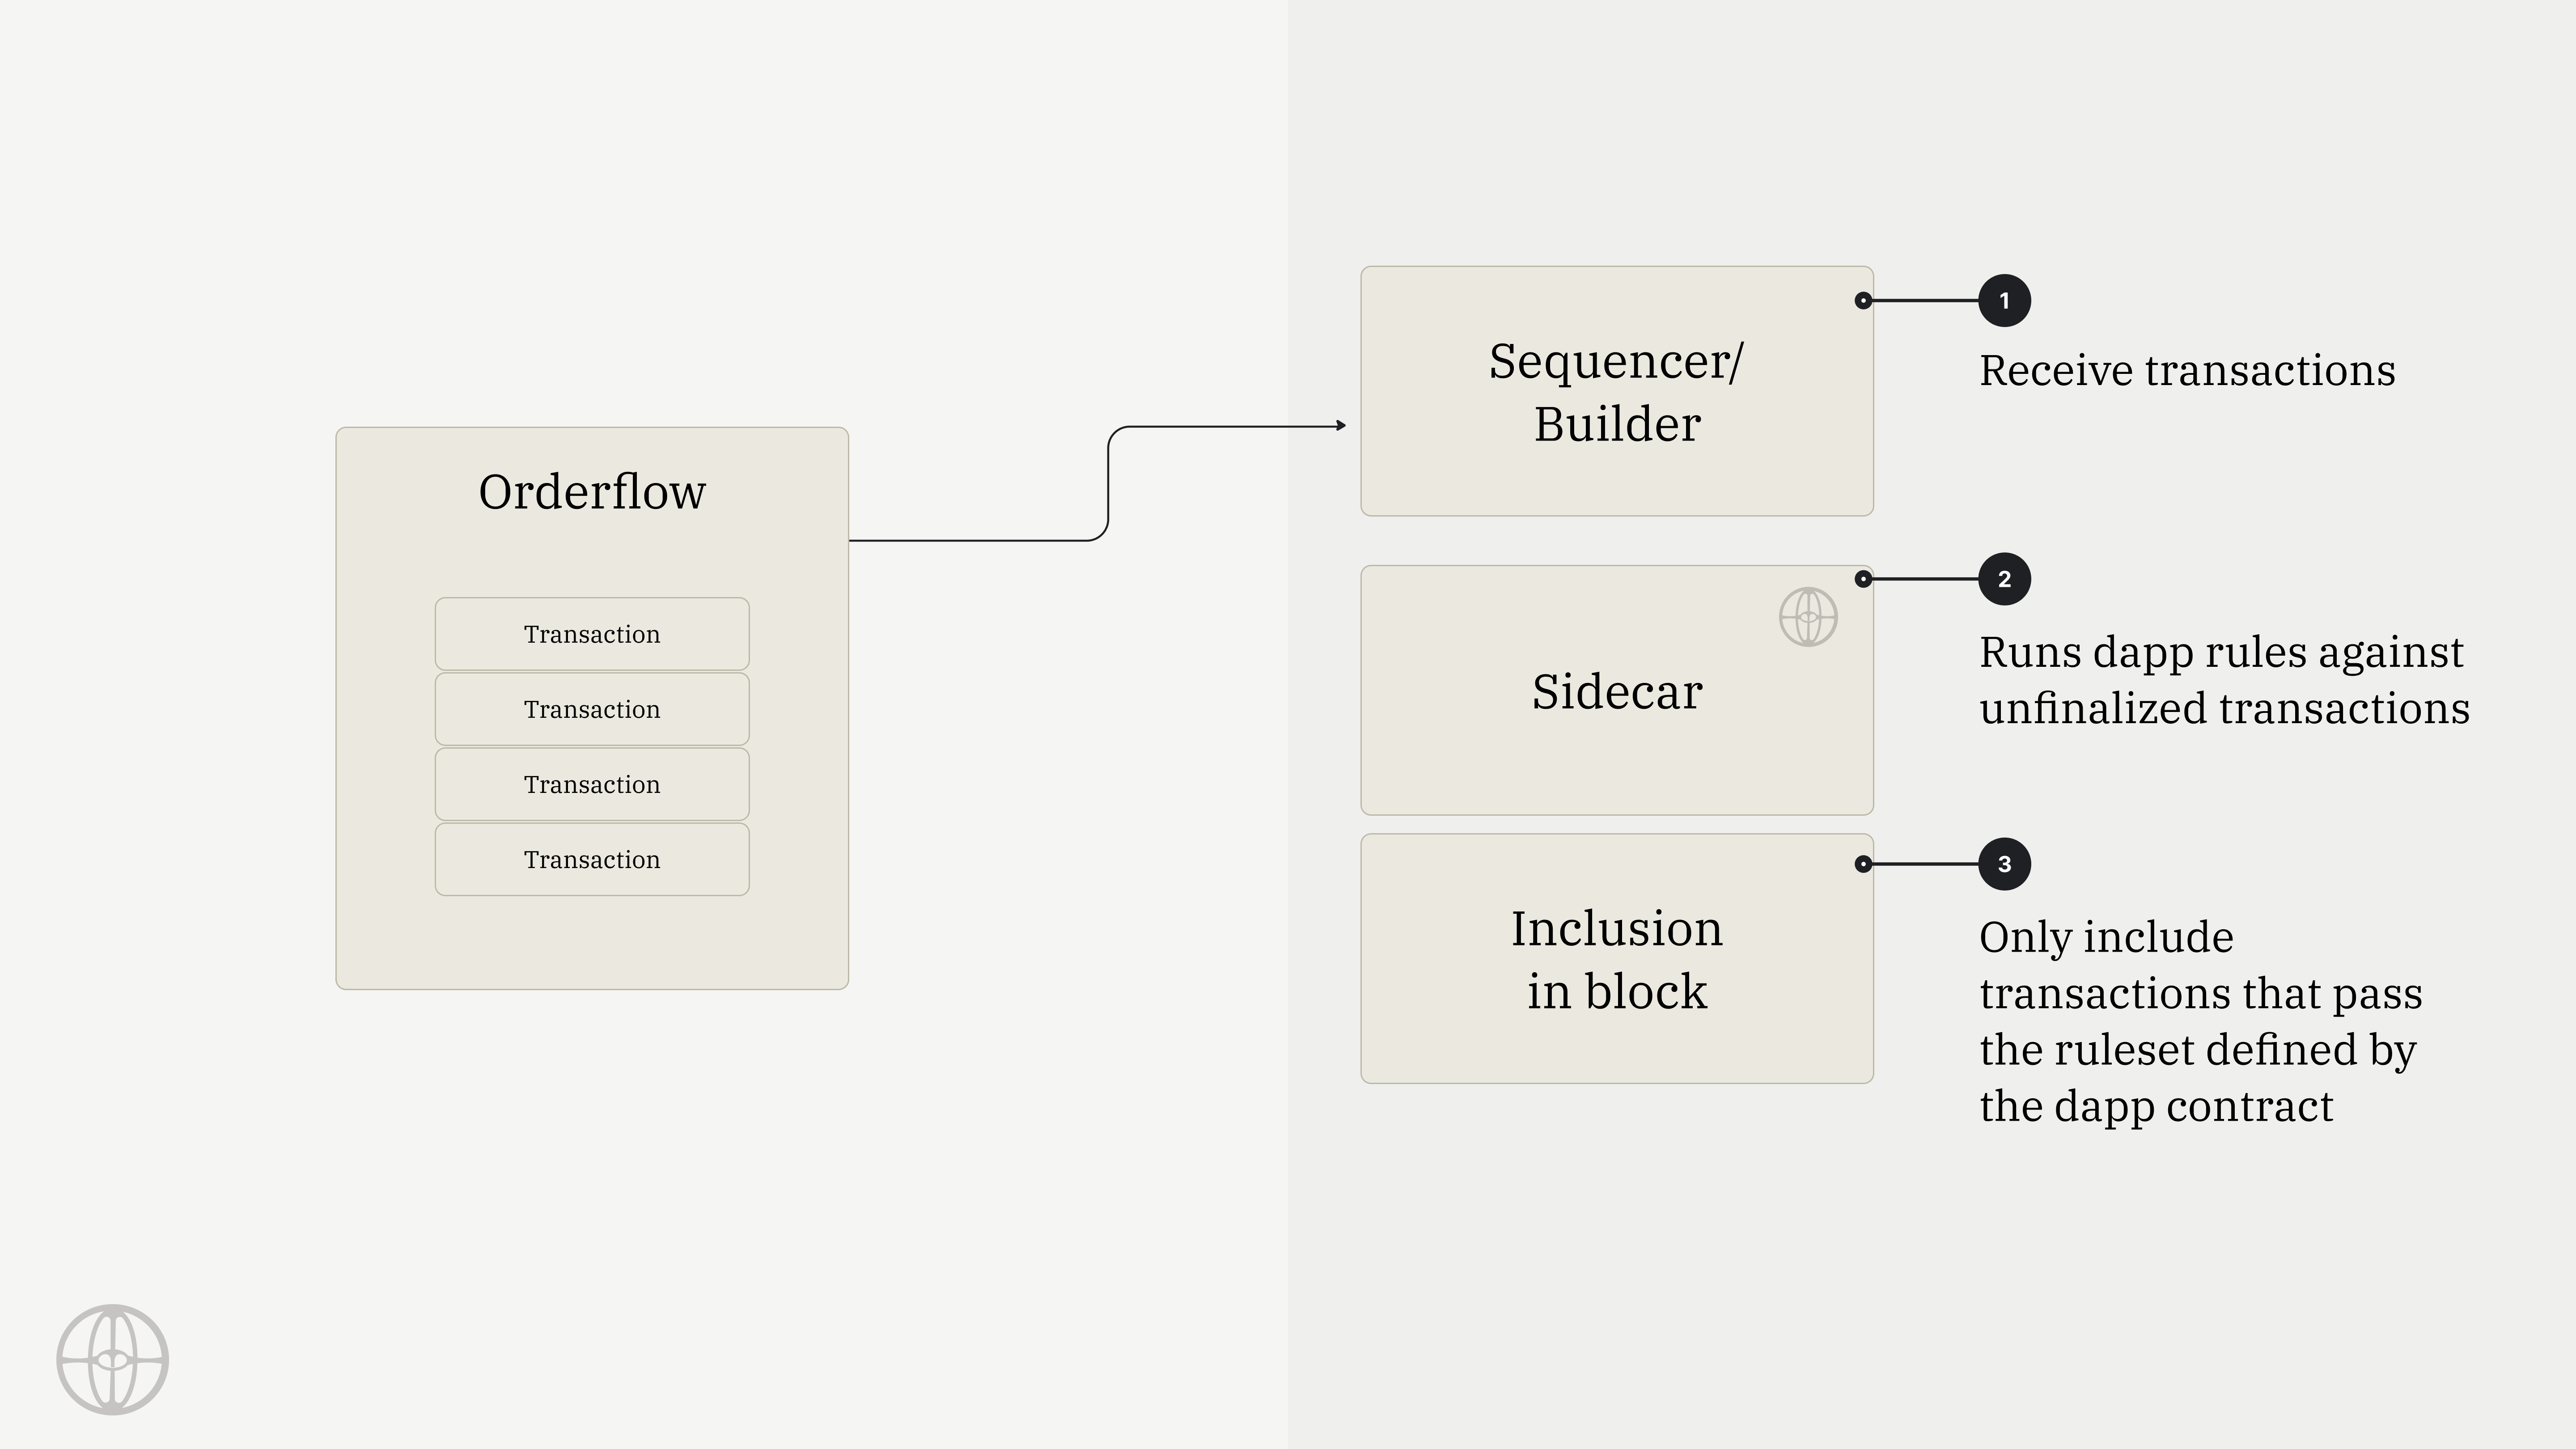 Orderflow
Transaction
Transaction
Transaction
Transaction
Sequencer/
Builder
1
Receive transactions
Sidecar
2
Runs dapp rules against
unfinalized transactions
Inclusion
in block
3
Only include
transactions that pass
the ruleset defined by
the dapp contract